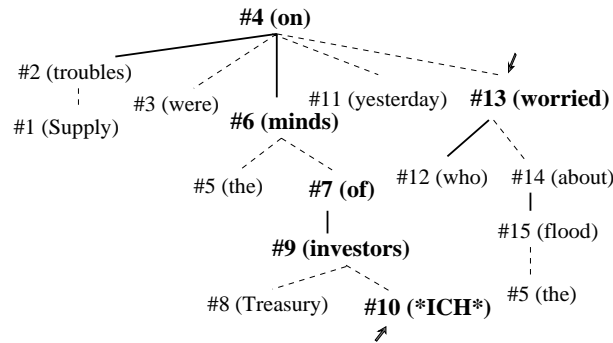 #4 (on)
#2 (troubles)
#3 (were)
#11 (yesterday)
#13 (worried)
#1 (Supply)
#6 (minds)
#5 (the)
#7 (of)
#12 (who)
#14 (about)
#9 (investors)
#15 (flood)
#8 (Treasury)
#10 (*ICH*)
#5 (the)